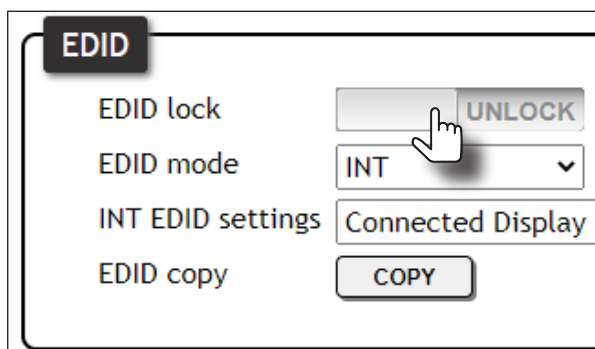 EDID
EDID lock UNLOCK
EDID mode INT
INT EDID settings Connected Display
EDID copy COPY